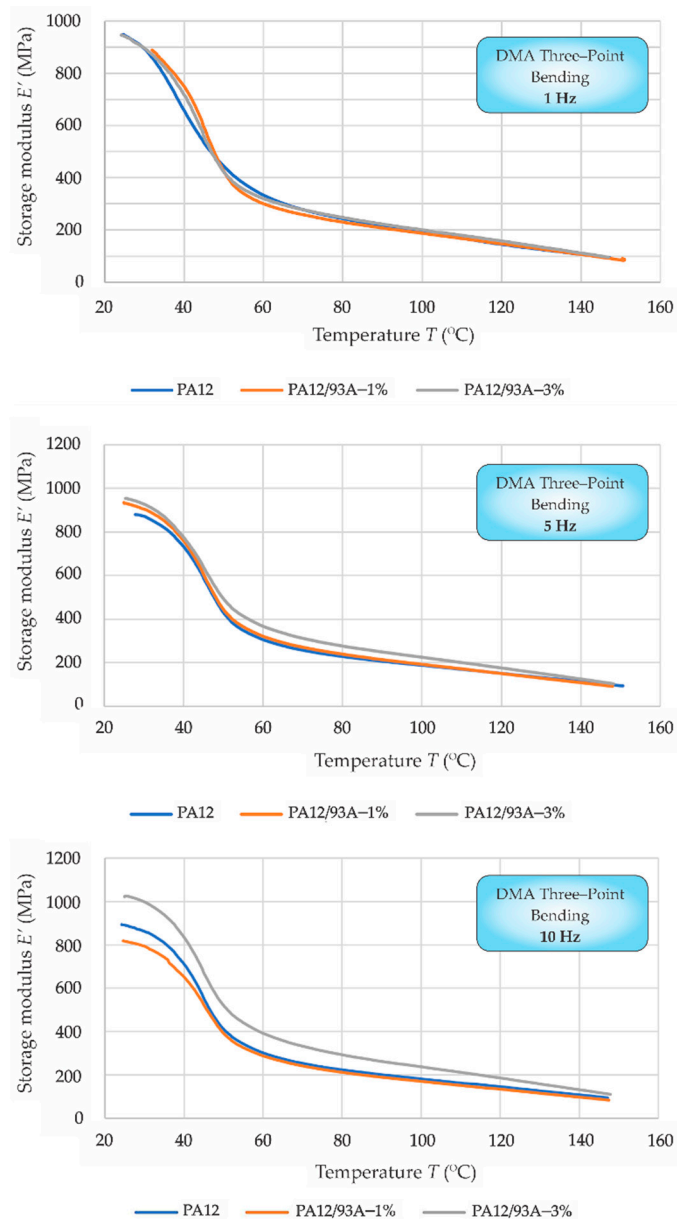 1000
800
600
400
200
0
Storage modulus E′ (MPa)
DMA Three–Point
Bending
1 Hz
20 40 60 80 100 120 140 160
Temperature T (°C)
PA12 PA12/93A–1% PA12/93A–3%
1200
1000
800
600
400
200
0
Storage modulus E′ (MPa)
DMA Three–Point
Bending
5 Hz
20 40 60 80 100 120 140 160
Temperature T (°C)
PA12 PA12/93A–1% PA12/93A–3%
1200
1000
800
600
400
200
0
Storage modulus E′ (MPa)
DMA Three–Point
Bending
10 Hz
20 40 60 80 100 120 140 160
Temperature T (°C)
PA12 PA12/93A–1% PA12/93A–3%